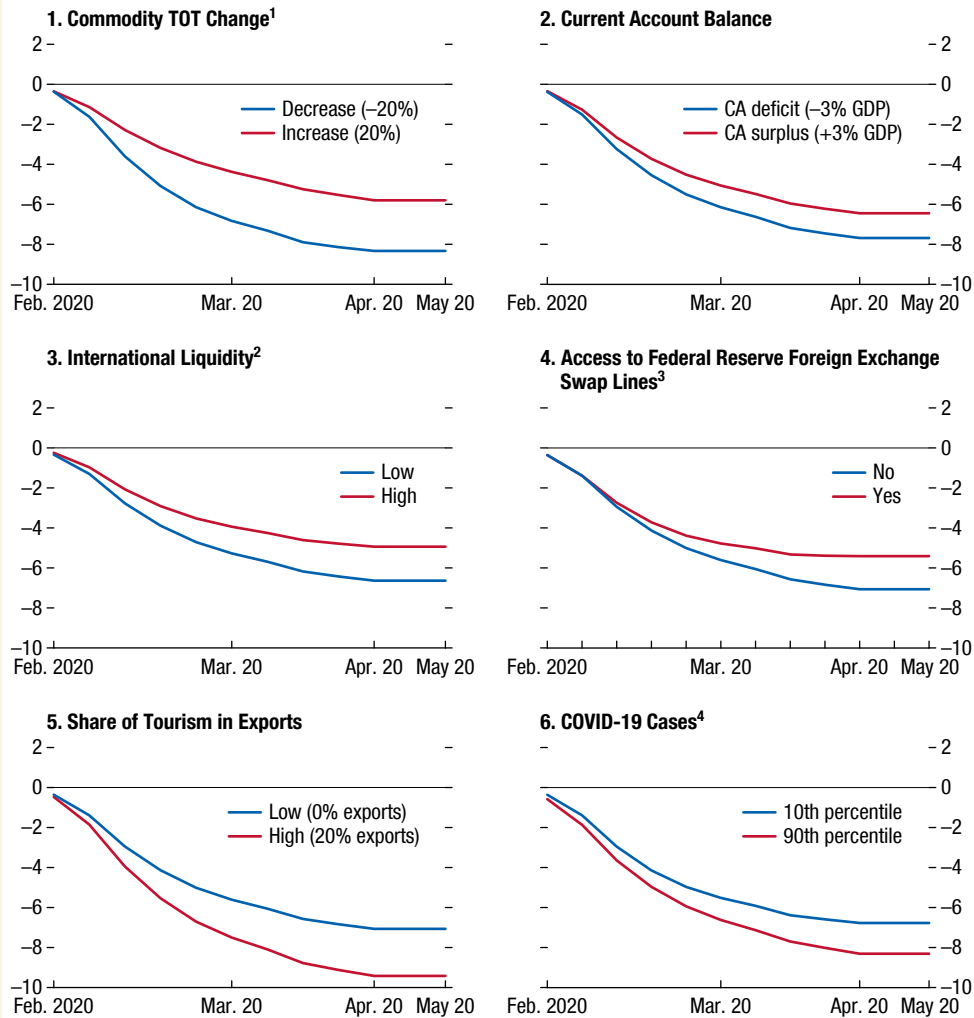 1. Commodity TOT Change1
2 –
0
–2 –
–4 –
–6 –
–8 –
–10
Decrease (–20%)
Increase (20%)
Feb. 2020 Mar. 20 Apr. 20 May 20
2. Current Account Balance
– 2
– 0
– –2
– –4
– –6
– –8
–10
CA deficit (–3% GDP)
CA surplus (+3% GDP)
Feb. 2020 Mar. 20 Apr. 20 May 20
3. International Liquidity2
2 –
0
–2 –
–4 –
–6 –
–8 –
–10
Low
High
Feb. 2020 Mar. 20 Apr. 20 May 20
4. Access to Federal Reserve Foreign Exchange
Swap Lines3
– 2
– 0
– –2
– –4
– –6
– –8
–10
No
Yes
Feb. 2020 Mar. 20 Apr. 20 May 20
5. Share of Tourism in Exports
2 –
0
–2 –
–4 –
–6 –
–8 –
–10
Low (0% exports)
High (20% exports)
Feb. 2020 Mar. 20 Apr. 20 May 20
6. COVID-19 Cases4
– 2
– 0
– –2
– –4
– –6
– –8
–10
10th percentile
90th percentile
Feb. 2020 Mar. 20 Apr. 20 May 20